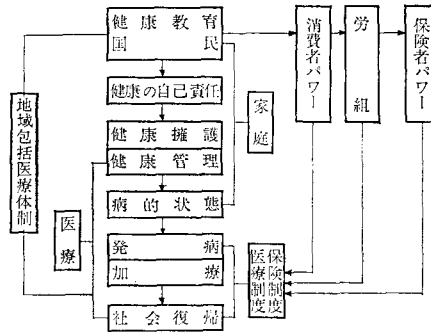 健康教育
国民
健康の自己責任
健康擁護
健康管理
病的状態
発病
加療
社会復帰
地域包括医療体制
医療
家庭
消費者パワー
労組
保険者パワー
保険制度
医療制度